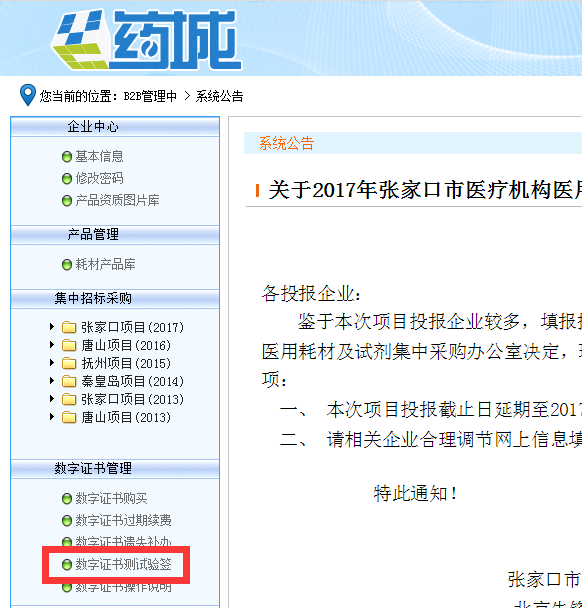 e药城
您当前的位置: B2B管理中 > 系统公告
企业中心
基本信息
修改密码
产品资质图片库
产品管理
耗材产品库
集中招标采购
张家口项目(2017)
唐山项目(2016)
抚州项目(2015)
秦皇岛项目(2014)
张家口项目(2013)
唐山项目(2013)
数字证书管理
数字证书购买
数字证书过期续费
数字证书遗失补办
数字证书测试验签
数字证书操作说明
系统公告
关于2017年张家口市医疗机构医用
各投报企业:
鉴于本次项目投报企业较多，填报
医用耗材及试剂集中采购办公室决定，
项:
一、 本次项目投报截止日延期至2017
二、 请相关企业合理调节网上信息填
特此通知！
张家口市
北京先锋